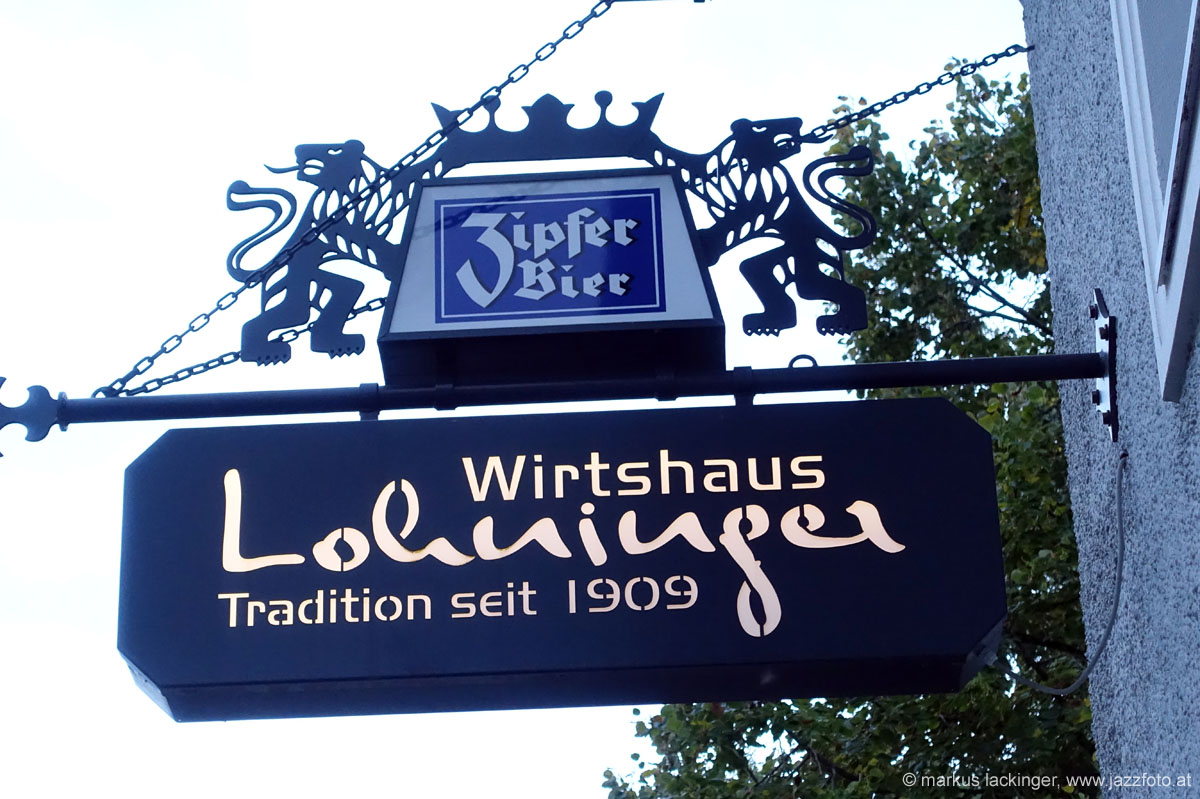 Zipfer
Bier
Wirtshaus
Lohninger
Tradition seit 1909
© markus lackinger, www.jazzfoto.at